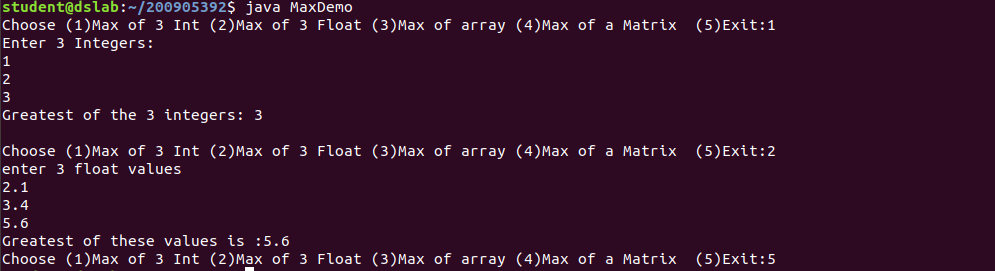 student@dslab:~/200905392$ java MaxDemo
Choose (1)Max of 3 Int (2)Max of 3 Float (3)Max of array (4)Max of a Matrix  (5)Exit:1
Enter 3 Integers:
1
2
3
Greatest of the 3 integers: 3
Choose (1)Max of 3 Int (2)Max of 3 Float (3)Max of array (4)Max of a Matrix  (5)Exit:2
enter 3 float values
2.1
3.4
5.6
Greatest of these values is :5.6
Choose (1)Max of 3 Int (2)Max of 3 Float (3)Max of array (4)Max of a Matrix  (5)Exit:5